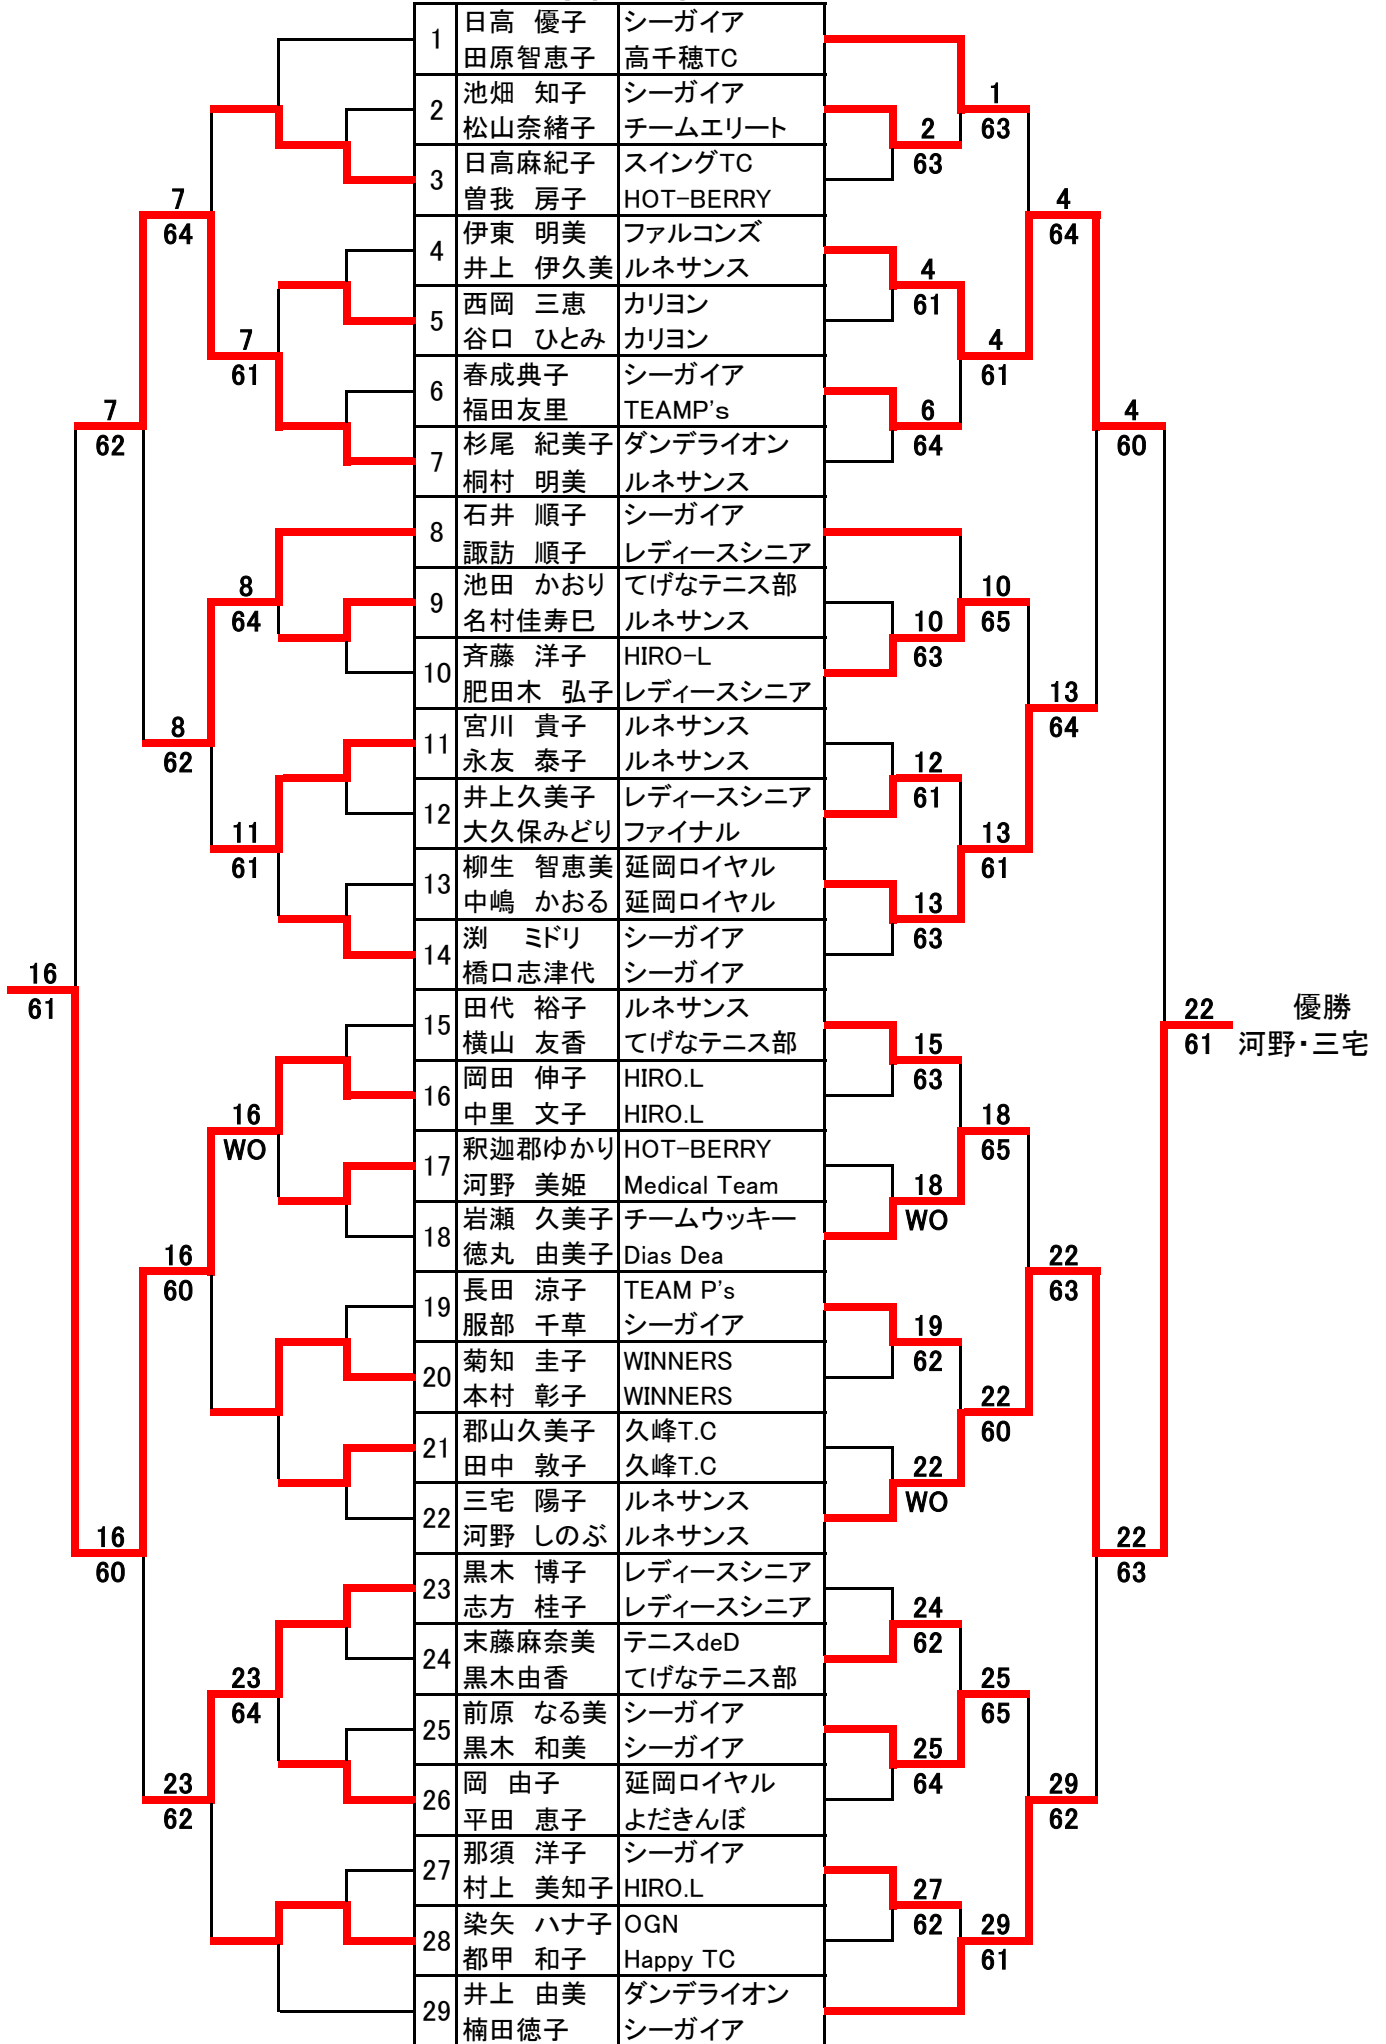 1 日高 優子 シーガイア
田原智恵子 高千穂TC
2 池畑 知子 シーガイア
松山奈緒子 チームエリート
3 日高麻紀子 スイングTC
曽我 房子 HOT-BERRY
4 伊東 明美 ファルコンズ
井上 伊久美 ルネサンス
5 西岡 三恵 カリヨン
谷口 ひとみ カリヨン
6 春成典子 シーガイア
福田友里 TEAMP's
7 杉尾 紀美子 ダンデライオン
桐村 明美 ルネサンス
8 石井 順子 シーガイア
諏訪 順子 レディースシニア
9 池田 かおり てげなテニス部
名村佳寿巳 ルネサンス
10 斉藤 洋子 HIRO-L
肥田木 弘子 レディースシニア
11 宮川 貴子 ルネサンス
永友 泰子 ルネサンス
12 井上久美子 レディースシニア
大久保みどり ファイナル
13 柳生 智恵美 延岡ロイヤル
中嶋 かおる 延岡ロイヤル
14 渕 ミドリ シーガイア
橋口志津代 シーガイア
15 田代 裕子 ルネサンス
横山 友香 てげなテニス部
16 岡田 伸子 HIRO.L
中里 文子 HIRO.L
17 釈迦郡ゆかり HOT-BERRY
河野 美姫 Medical Team
18 岩瀬 久美子 チームウッキー
徳丸 由美子 Dias Dea
19 長田 涼子 TEAM P's
服部 千草 シーガイア
20 菊知 圭子 WINNERS
本村 彰子 WINNERS
21 郡山久美子 久峰T.C
田中 敦子 久峰T.C
22 三宅 陽子 ルネサンス
河野 しのぶ ルネサンス
23 黒木 博子 レディースシニア
志方 桂子 レディースシニア
24 末藤麻奈美 テニスdeD
黒木由香 てげなテニス部
25 前原 なる美 シーガイア
黒木 和美 シーガイア
26 岡 由子 延岡ロイヤル
平田 恵子 よだきんぼ
27 那須 洋子 シーガイア
村上 美知子 HIRO.L
28 染矢 ハナ子 OGN
都甲 和子 Happy TC
29 井上 由美 ダンデライオン
楠田徳子 シーガイア
7
64
7
61
7
62
8
64
8
62
11
61
16
61
16
WO
16
60
16
60
23
64
23
62
2
63
1
63
4
61
4
64
4
61
6
64
4
60
10
63
10
65
13
64
12
61
13
61
13
63
15
63
18
65
18
WO
22
63
19
62
22
60
22
WO
22
63
24
62
25
65
25
64
29
62
27
62
29
61
22
61
優勝
河野・三宅